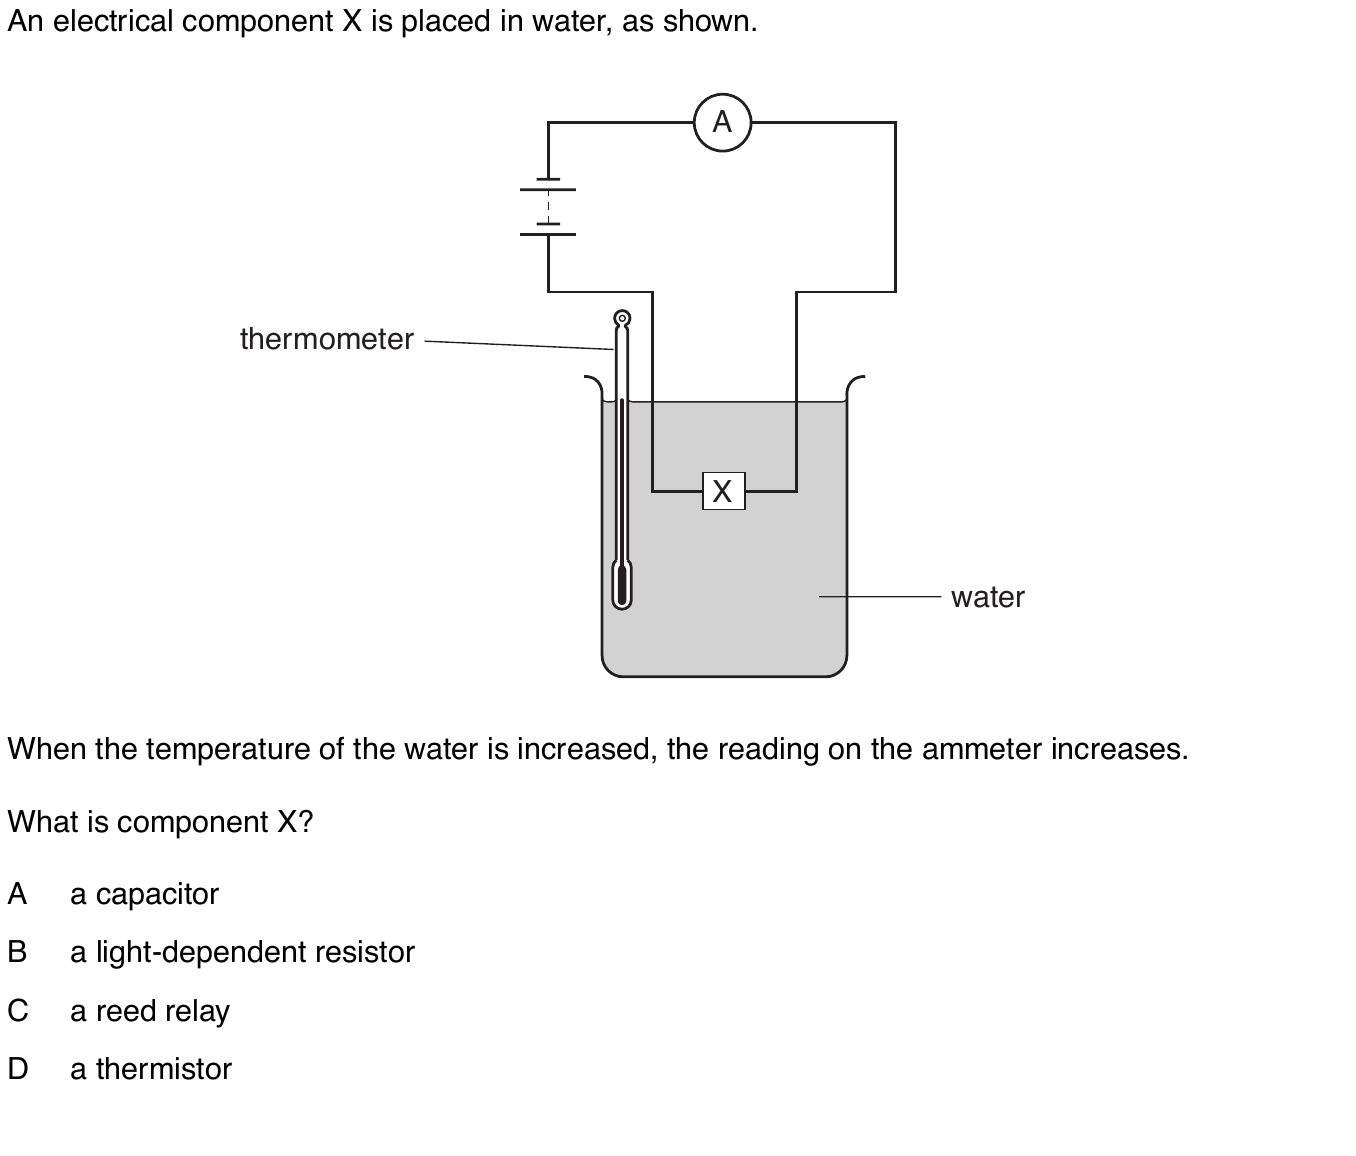 An electrical component X is placed in water, as shown.
A
thermometer
X
water
When the temperature of the water is increased, the reading on the ammeter increases.
What is component X?
A a capacitor
B a light-dependent resistor
C a reed relay
D a thermistor